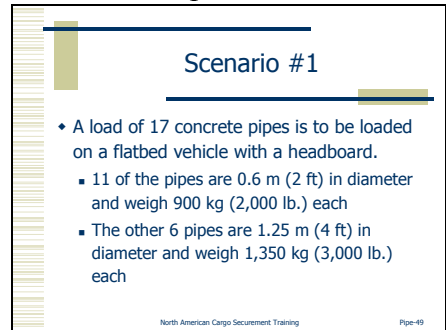 Scenario #1
◆ A load of 17 concrete pipes is to be loaded
on a flatbed vehicle with a headboard.
■ 11 of the pipes are 0.6 m (2 ft) in diameter
and weigh 900 kg (2,000 lb.) each
■ The other 6 pipes are 1.25 m (4 ft) in
diameter and weigh 1,350 kg (3,000 lb.)
each
North American Cargo Securement Training Pipe-49